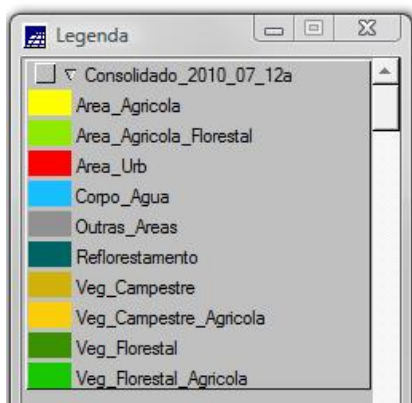 Legenda
Consolidado_2010_07_12a
Area_Agricola
Area_Agricola_Florestal
Area_Urb
Corpo_Agua
Outras_Areas
Reflorestamento
Veg_Campestre
Veg_Campestre_Agricola
Veg_Florestal
Veg_Florestal_Agricola